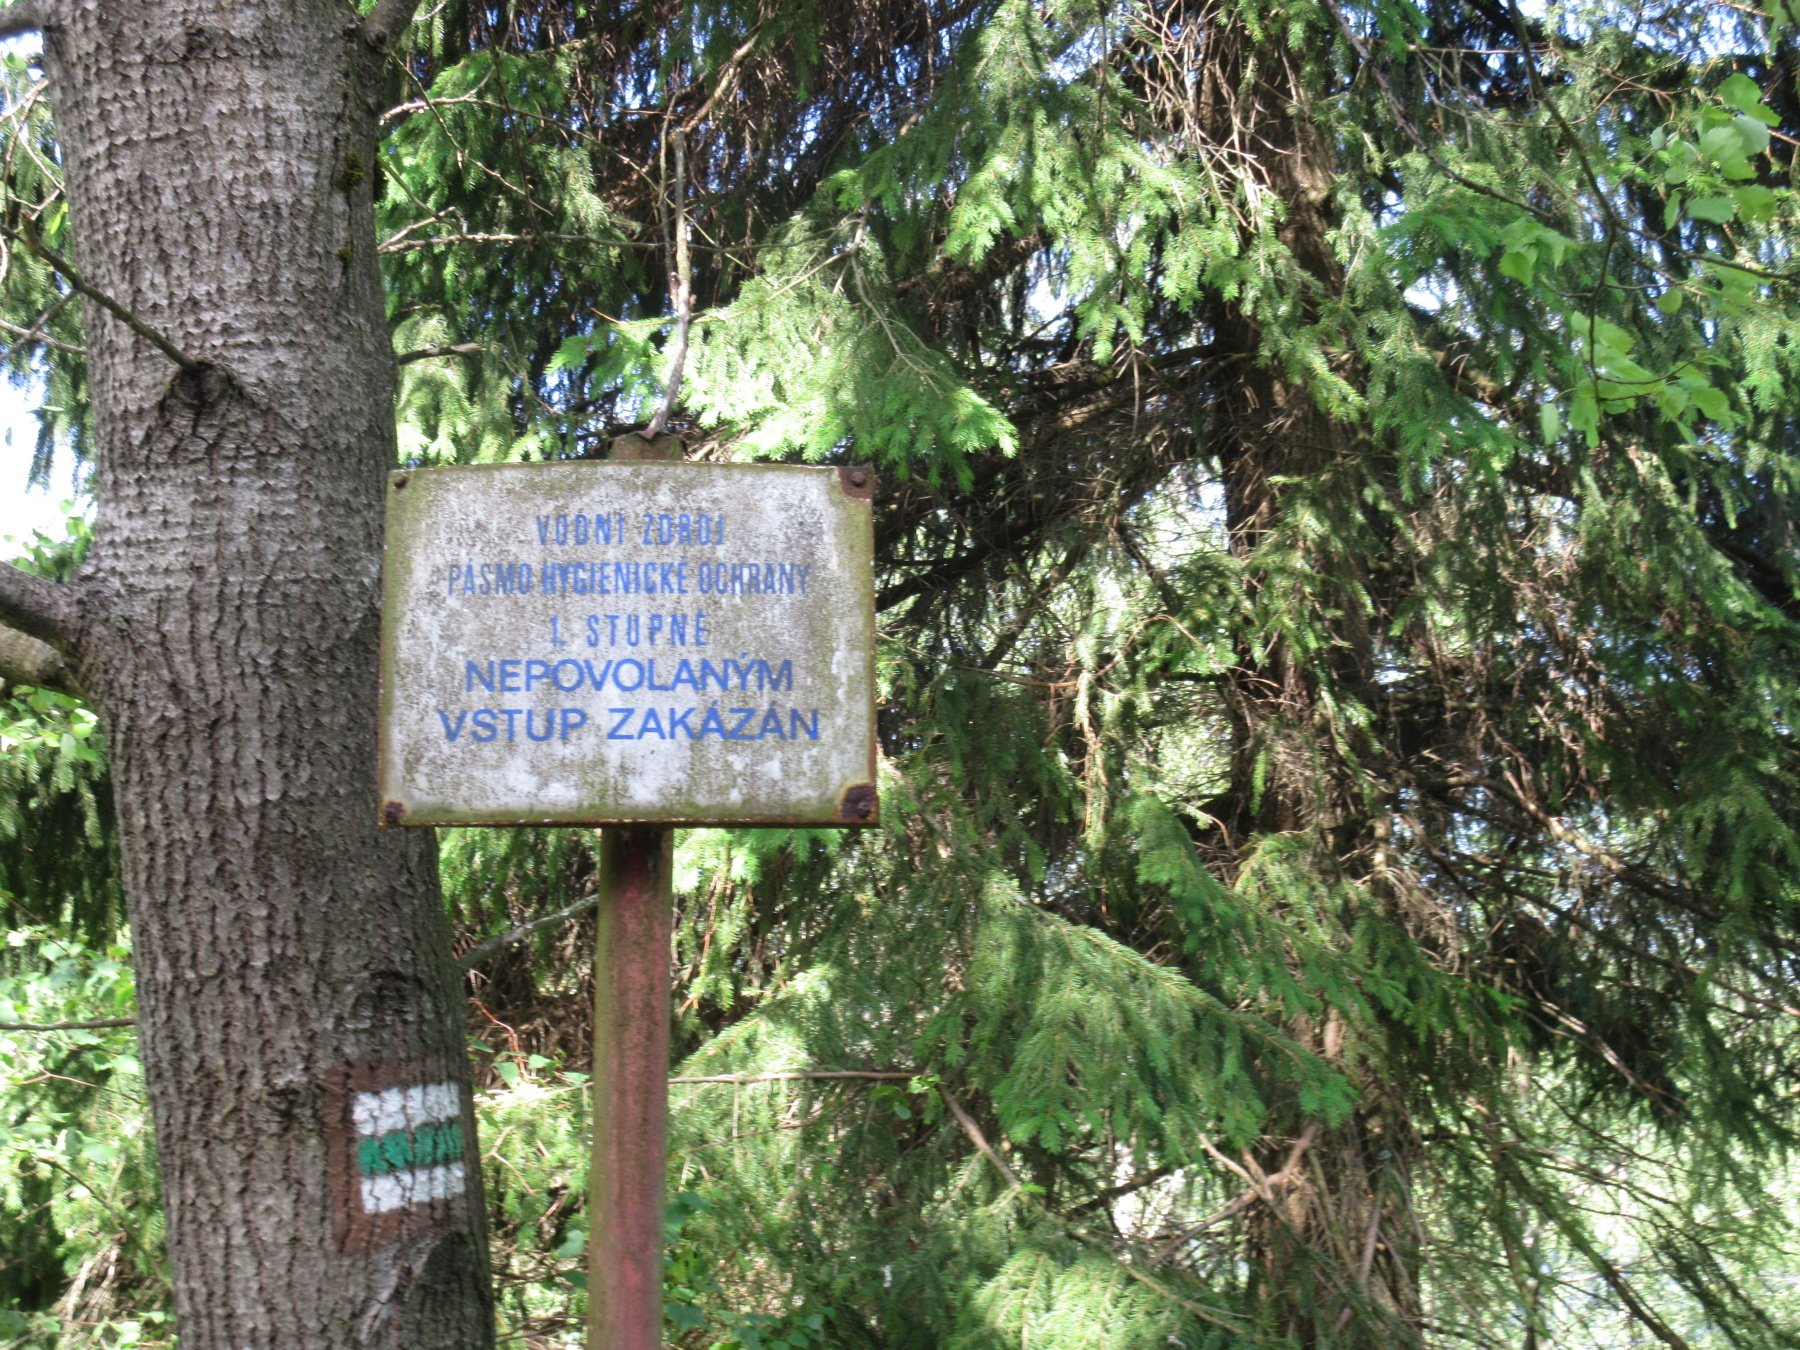 VODNÍ ZDROJ
PÁSMO HYGIENICKÉ OCHRANY
1. STUPNĚ
NEPOVOLANÝM
VSTUP ZAKÁZÁN